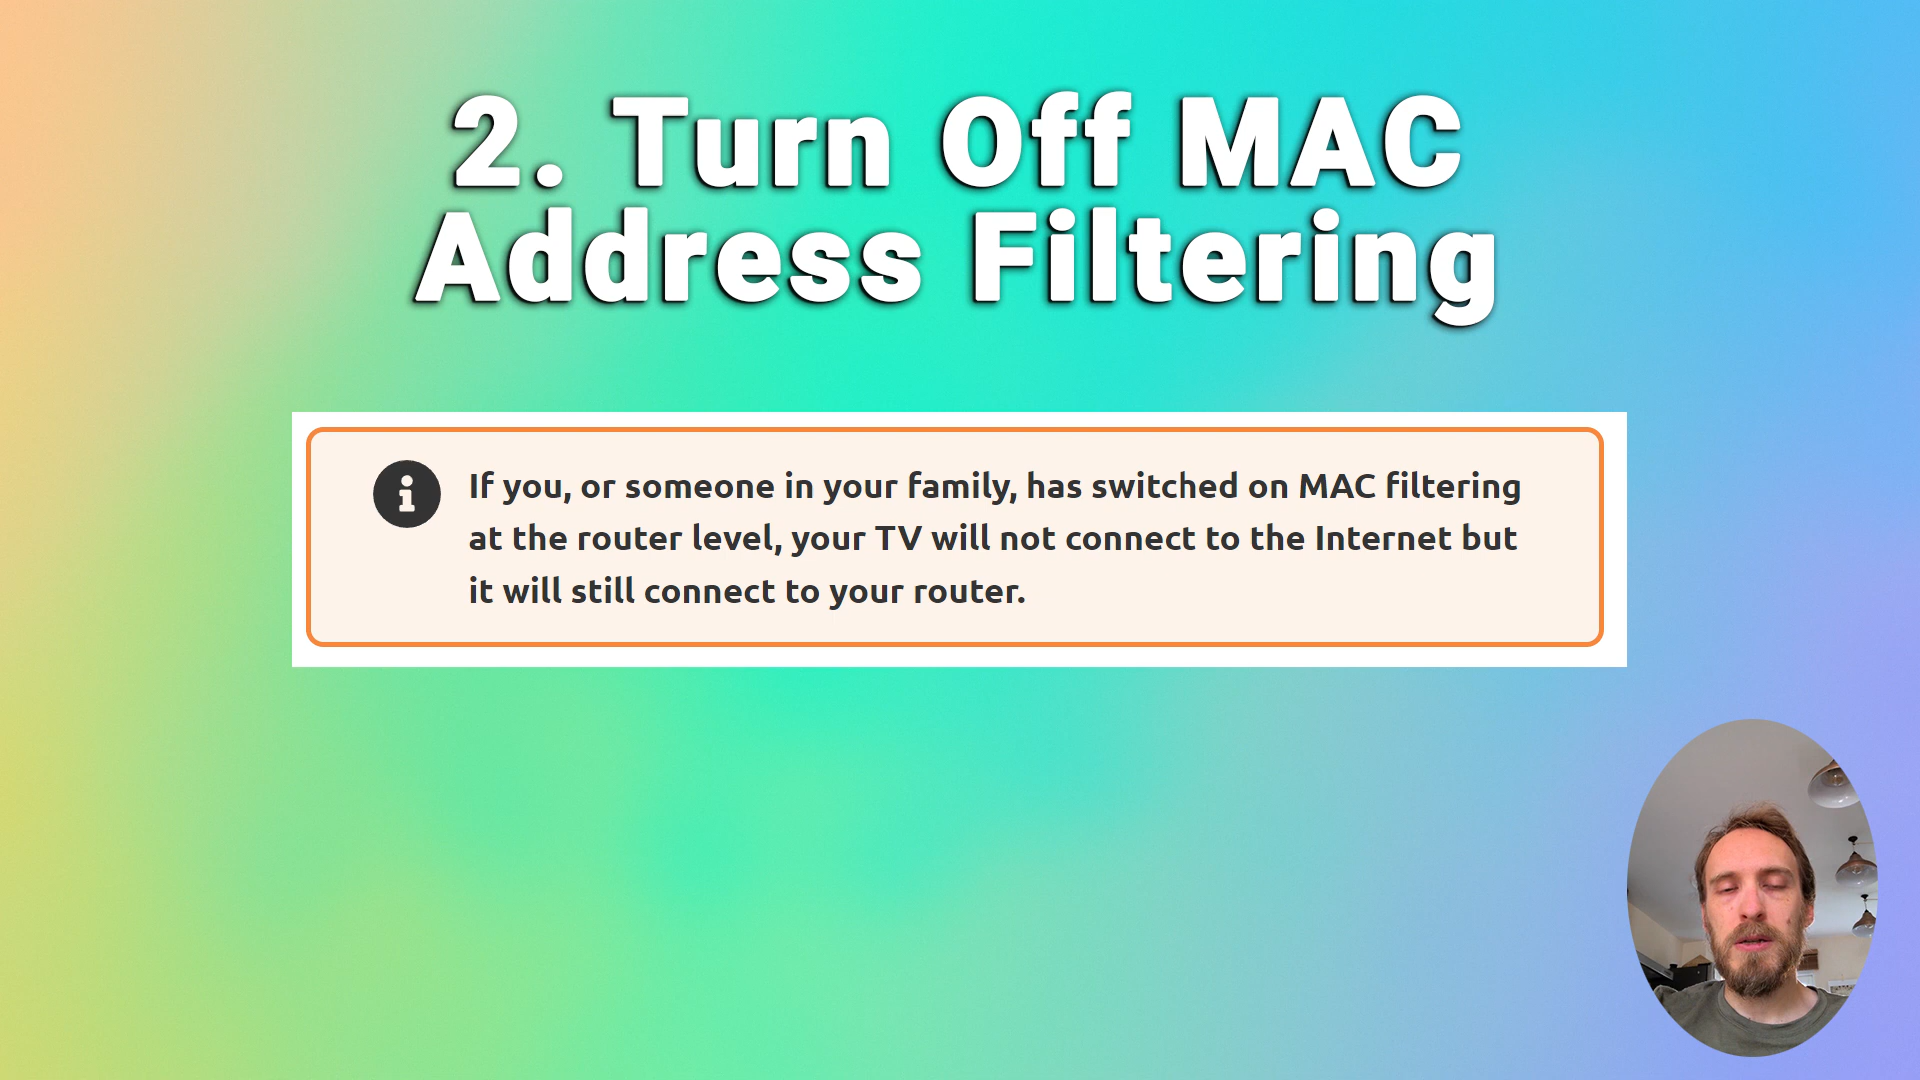 2. Turn Off MAC
Address Filtering
If you, or someone in your family, has switched on MAC filtering
at the router level, your TV will not connect to the Internet but
it will still connect to your router.